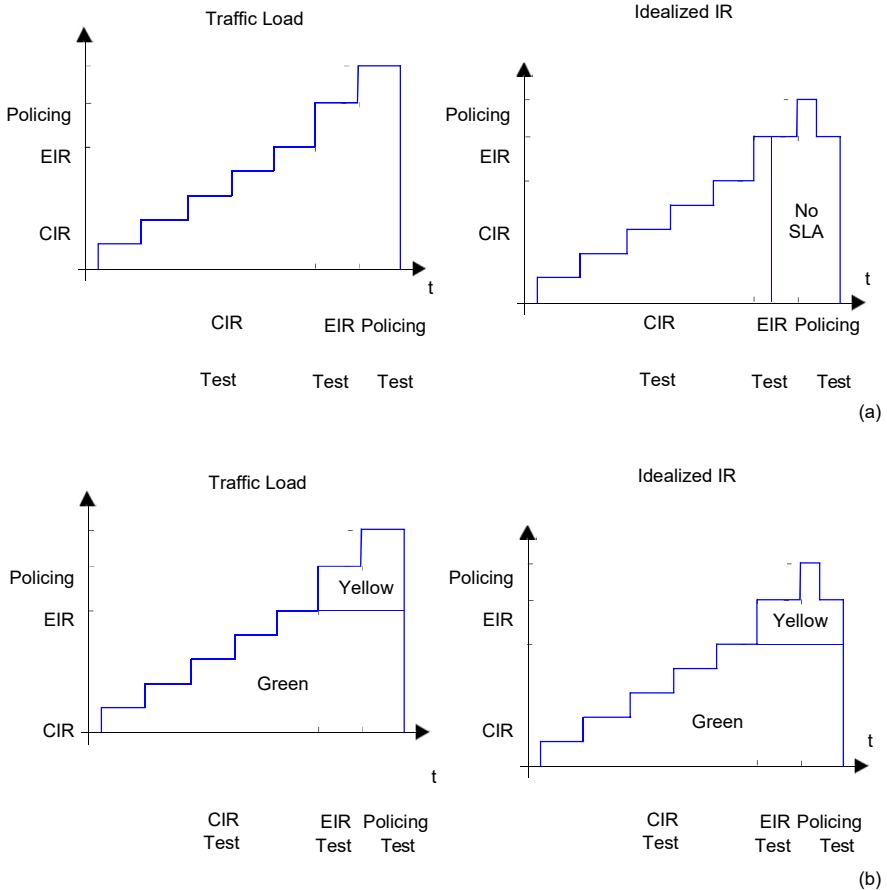 Traffic Load
Policing
EIR
CIR
t
CIR
EIR Policing
Test
Test
Test
Idealized IR
Policing
EIR
CIR
No
SLA
t
CIR
EIR Policing
Test
Test
Test
(a)
Traffic Load
Policing
EIR
CIR
Yellow
Green
t
CIR
Test
EIR
Test
Policing
Test
Idealized IR
Policing
EIR
CIR
Yellow
Green
t
CIR
Test
EIR
Test
Policing
Test
(b)